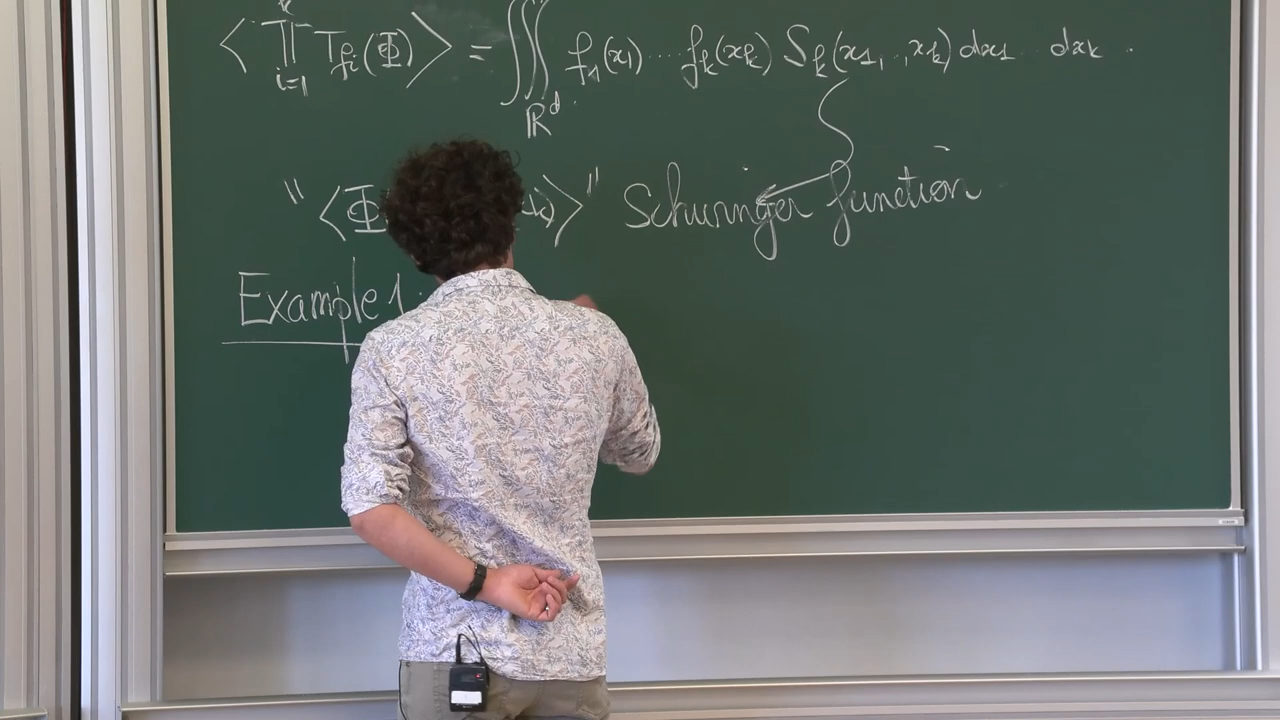 ⟨ k ∏ i=1 T_{f_i}(Φ) ⟩ = ∭_{ℝ^d} f_1(x_1) ... f_k(x_k) S_k(x_1, .., x_k) dx_1 ... dx_k .
" ⟨Φ )⟩" Schwinger function
Example 1.